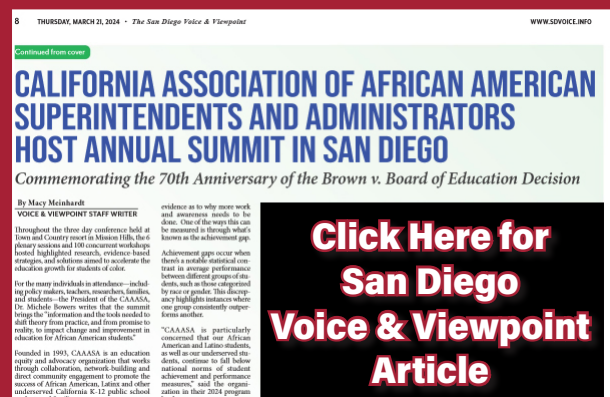 8 THURSDAY, MARCH 21, 2024 • The San Diego Voice & Viewpoint WWW.SDVOICE.INFO
Continued from cover
CALIFORNIA ASSOCIATION OF AFRICAN AMERICAN
SUPERINTENDENTS AND ADMINISTRATORS
HOST ANNUAL SUMMIT IN SAN DIEGO
Commemorating the 70th Anniversary of the Brown v. Board of Education Decision
By Macy Meinhardt
VOICE & VIEWPOINT STAFF WRITER
Throughout the three day conference held at
Town and Country resort in Mission Hills, the 6
plenary sessions and 100 concurrent workshops
hosted highlighted research, evidence-based
strategies, and solutions aimed to accelerate the
education growth for students of color.
For the many individuals in attendance—includ-
ing policy makers, teachers, researchers, families,
and students—the President of the CAAASA,
Dr. Michele Bowers writes that the summit
brings the "information and the tools needed to
shift theory from practice, and from promise to
reality, to impact change and improvement in
education for African American students."
Founded in 1993, CAAASA is an education
equity and advocacy organization that works
through collaboration, network-building and
direct community engagement to promote the
success of African American, Latinx and other
underserved California K-12 public school
evidence as to why more work
and awareness needs to be
done. One of the ways this can
be measured is through what's
known as the achievement gap.
Achievement gaps occur when
there's a notable statistical con-
trast in average performance
between different groups of stu-
dents, such as those categorized
by race or gender. This discrep-
ancy highlights instances where
one group consistently outper-
forms another.
"CAAASA is particularly
concerned that our African
American and Latino students,
as well as our underserved stu-
dents, continue to fall below
national norms of student
achievement and performance
measures," said the organi-
zation in their 2024 program
Click Here for
San Diego
Voice & Viewpoint
Article